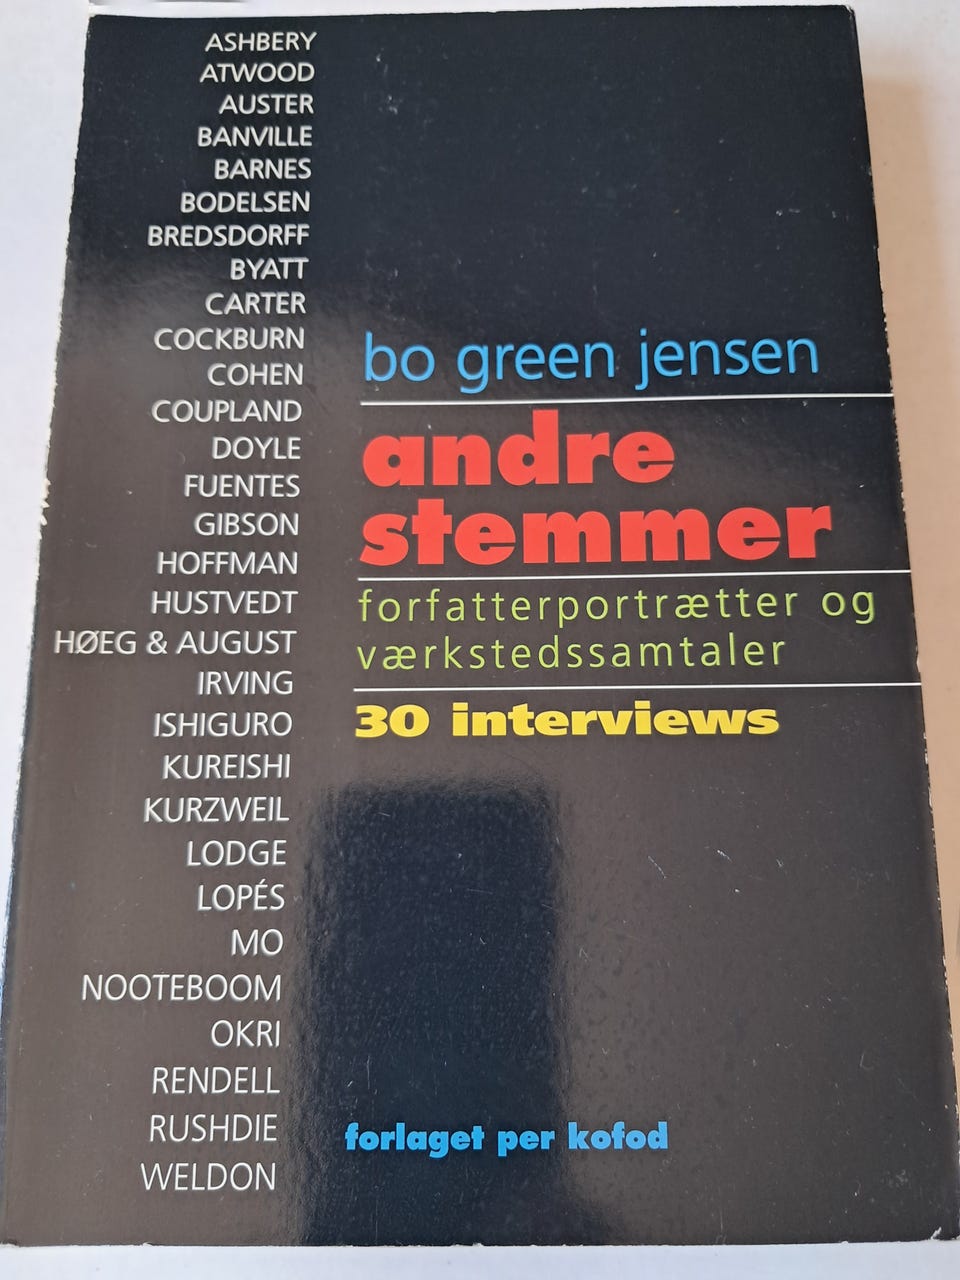 ASHBERY
ATWOOD
AUSTER
BANVILLE
BARNES
BODELSEN
BREDSDORFF
BYATT
CARTER
COCKBURN
COHEN
COUPLAND
DOYLE
FUENTES
GIBSON
HOFFMAN
HUSTVEDT
HØEG & AUGUST
IRVING
ISHIGURO
KUREISHI
KURZWEIL
LODGE
LOPÉS
MO
NOOTEBOOM
OKRI
RENDELL
RUSHDIE
WELDON
bo green jensen
andre
stemmer
forfatterportrætter og
værkstedssamtaler
30 interviews
forlaget per kofod